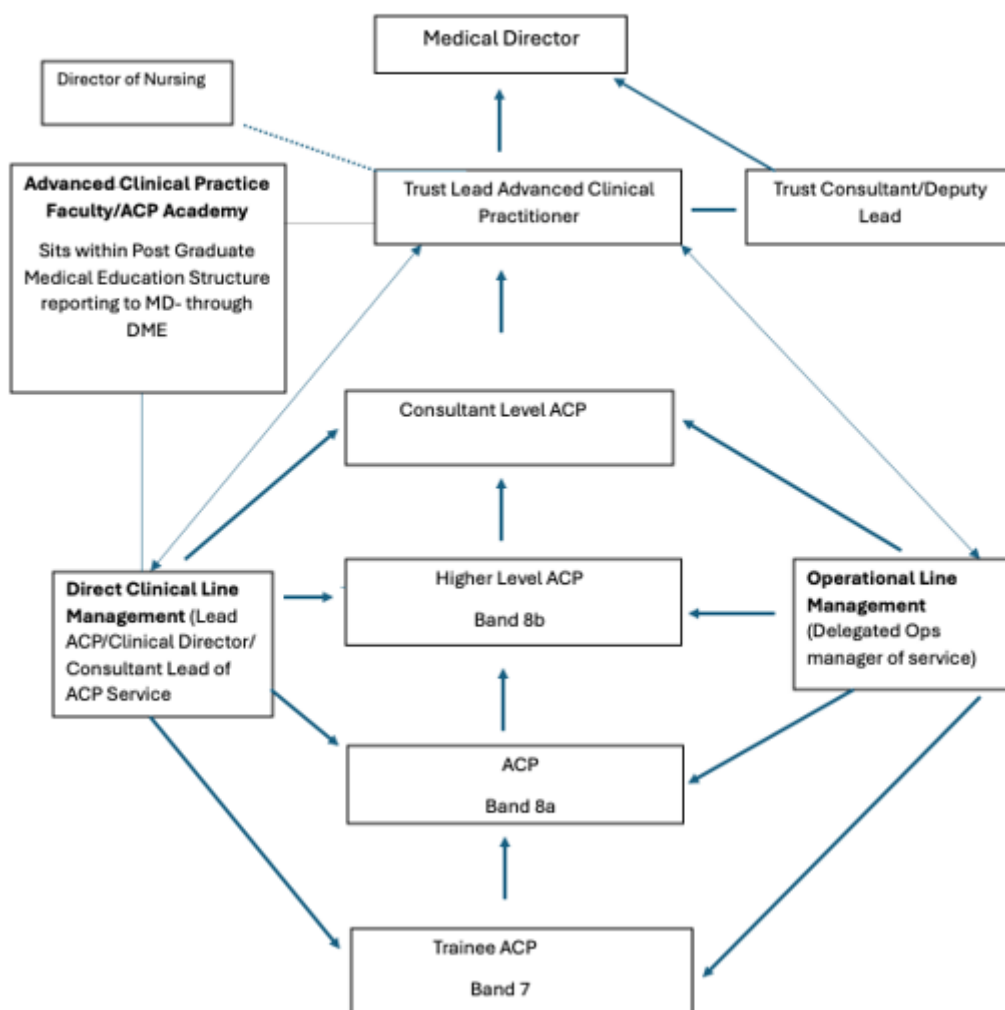 Medical Director
Director of Nursing
Advanced Clinical Practice
Faculty/ACP Academy
Sits within Post Graduate
Medical Education Structure
reporting to MD- through
DME
Trust Lead Advanced Clinical
Practitioner
Trust Consultant/Deputy
Lead
Consultant Level ACP
Direct Clinical Line
Management (Lead
ACP/Clinical Director/
Consultant Lead of
ACP Service
Higher Level ACP
Band 8b
Operational Line
Management
(Delegated Ops
manager of service)
ACP
Band 8a
Trainee ACP
Band 7